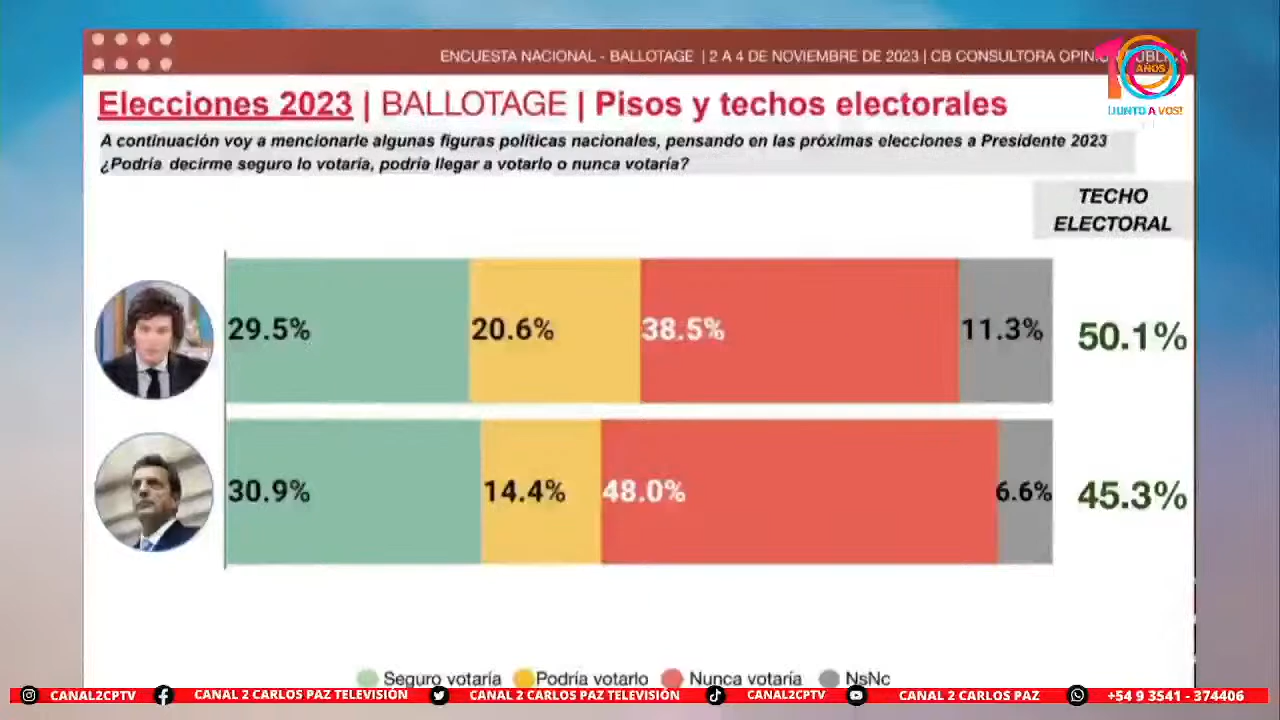 ENCUESTA NACIONAL - BALLOTAGE | 2 A 4 DE NOVIEMBRE DE 2023 | CB CONSULTORA
AÑOS
¡JUNTO A VOS!
Elecciones 2023 | BALLOTAGE | Pisos y techos electorales
A continuación voy a mencionarle algunas figuras políticas nacionales, pensando en las próximas elecciones a Presidente 2023
¿Podría decirme seguro lo votaría, podría llegar a votarlo o nunca votaría?
TECHO
ELECTORAL
29.5% 20.6% 38.5% 11.3% 50.1%
30.9% 14.4% 48.0% 6.6% 45.3%
Seguro votaría Podría votarlo Nunca votaría NsNc
CANAL2CPTV CANAL 2 CARLOS PAZ TELEVISIÓN CANAL 2 CARLOS PAZ TELEVISIÓN CANAL2CPTV CANAL 2 CARLOS PAZ +54 9 3541 - 374406